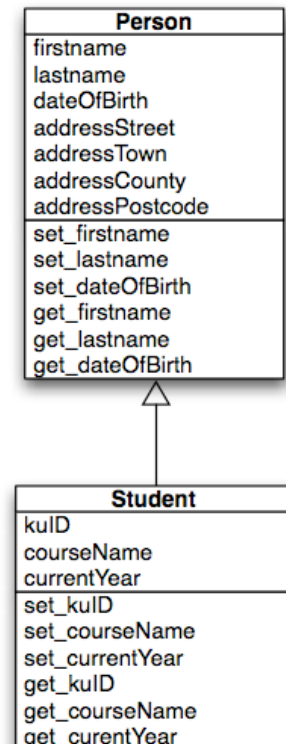 Person
firstname
lastname
dateOfBirth
addressStreet
addressTown
addressCounty
addressPostcode
set_firstname
set_lastname
set_dateOfBirth
get_firstname
get_lastname
get_dateOfBirth
Student
kuID
courseName
currentYear
set_kuID
set_courseName
set_currentYear
get_kuID
get_courseName
get_curentYear